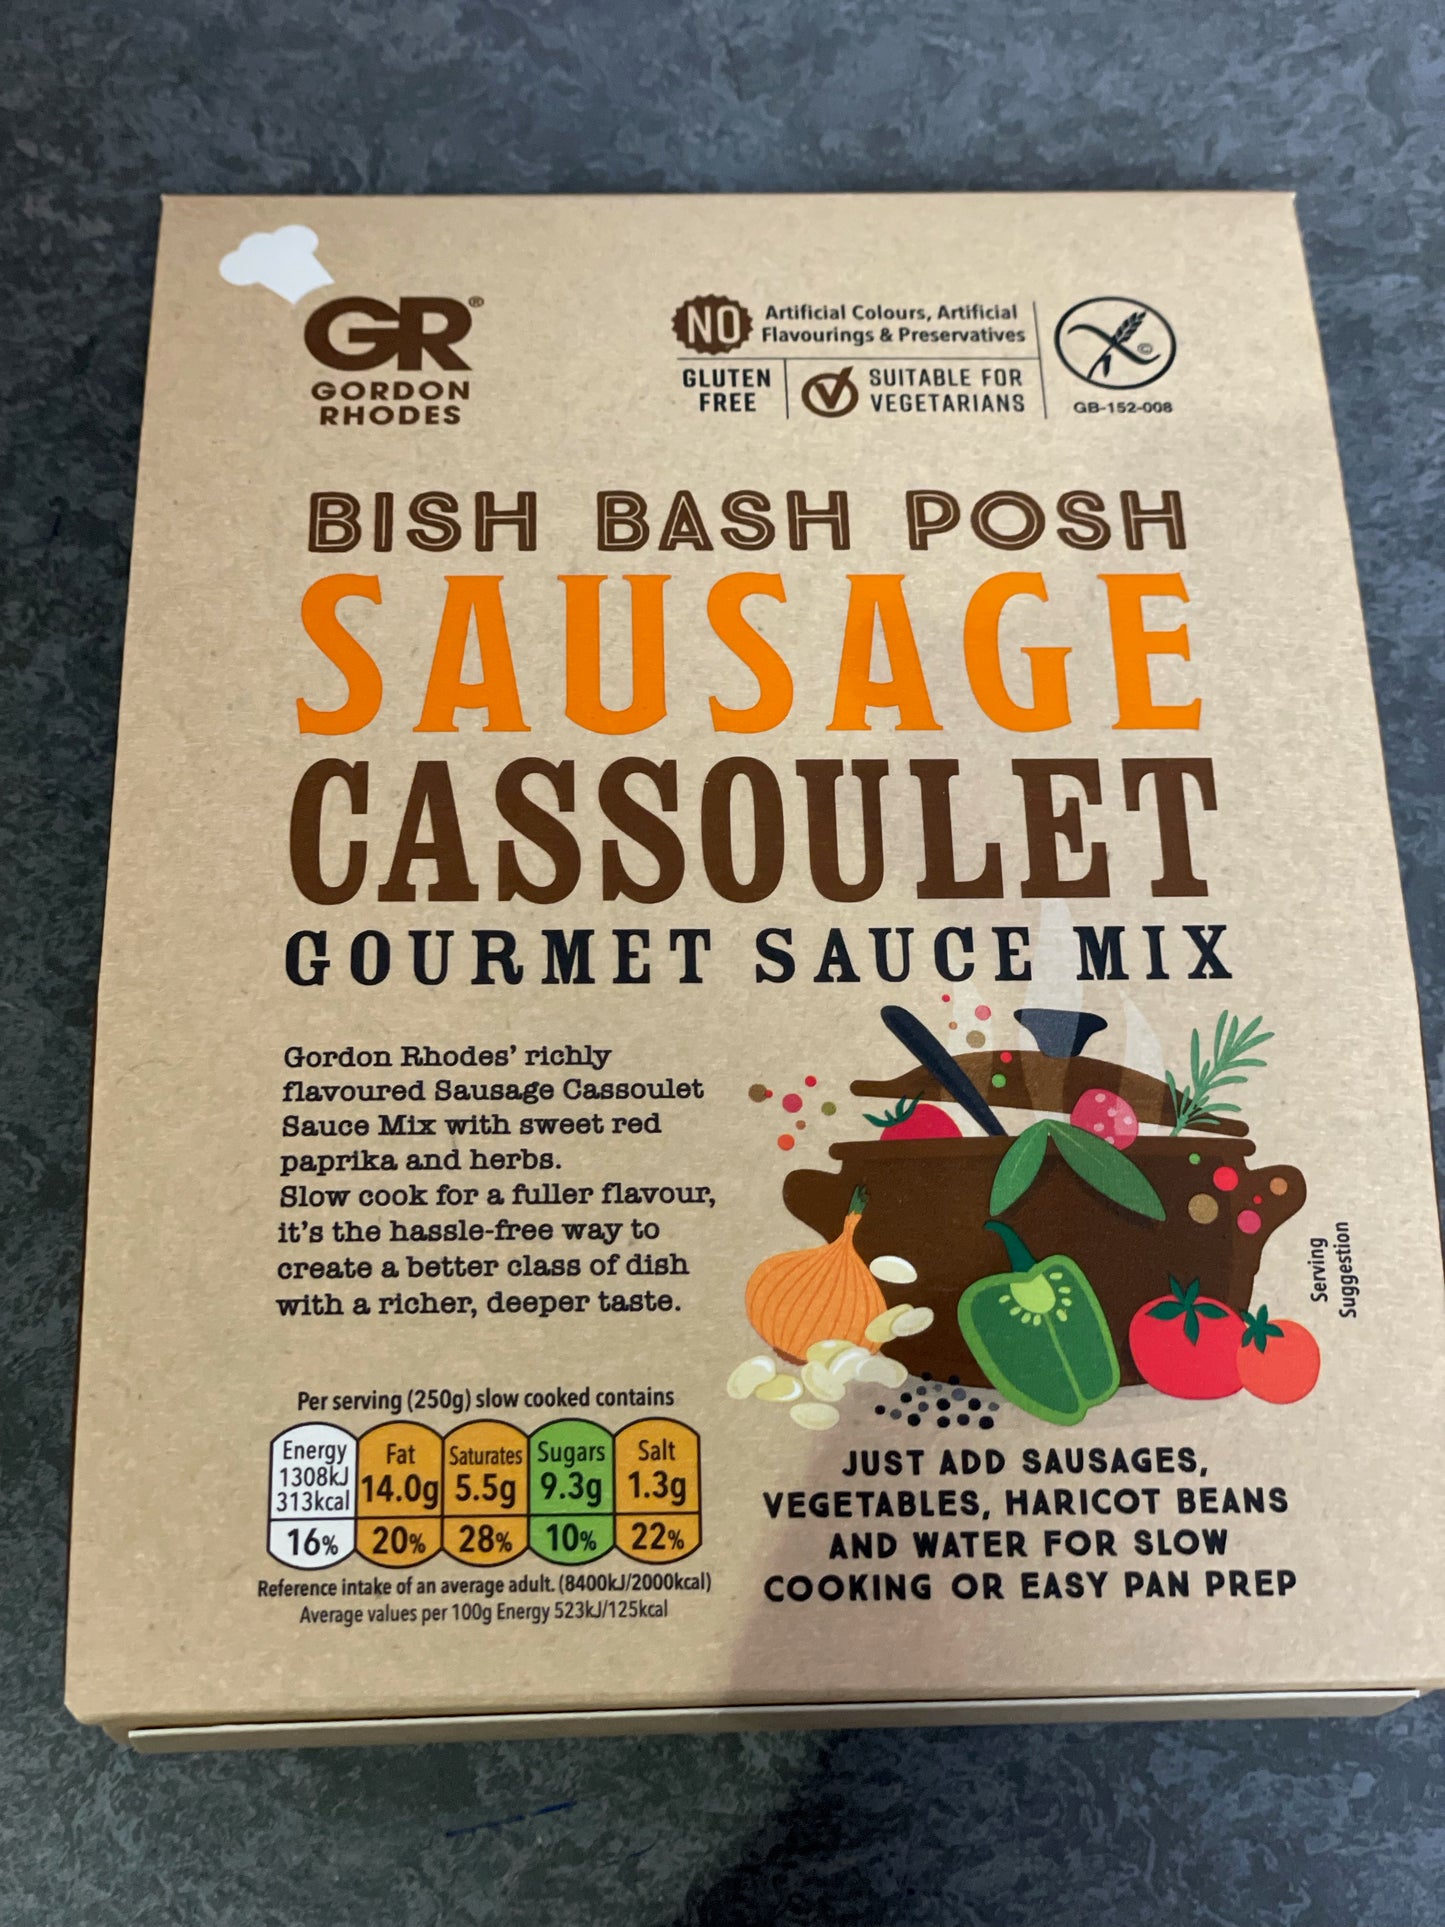 GR®
GORDON
RHODES
NO
Artificial Colours, Artificial
Flavourings & Preservatives
GLUTEN
FREE
SUITABLE FOR
VEGETARIANS
©
GB-152-008
BISH BASH POSH
SAUSAGE
CASSOULET
GOURMET SAUCE MIX
Gordon Rhodes' richly
flavoured Sausage Cassoulet
Sauce Mix with sweet red
paprika and herbs.
Slow cook for a fuller flavour,
it's the hassle-free way to
create a better class of dish
with a richer, deeper taste.
Serving
Suggestion
Per serving (250g) slow cooked contains
Energy
1308kJ
313kcal
16%
Fat
14.0g
20%
Saturates
5.5g
28%
Sugars
9.3g
10%
Salt
1.3g
22%
Reference intake of an average adult. (8400kJ/2000kcal)
Average values per 100g Energy 523kJ/125kcal
JUST ADD SAUSAGES,
VEGETABLES, HARICOT BEANS
AND WATER FOR SLOW
COOKING OR EASY PAN PREP